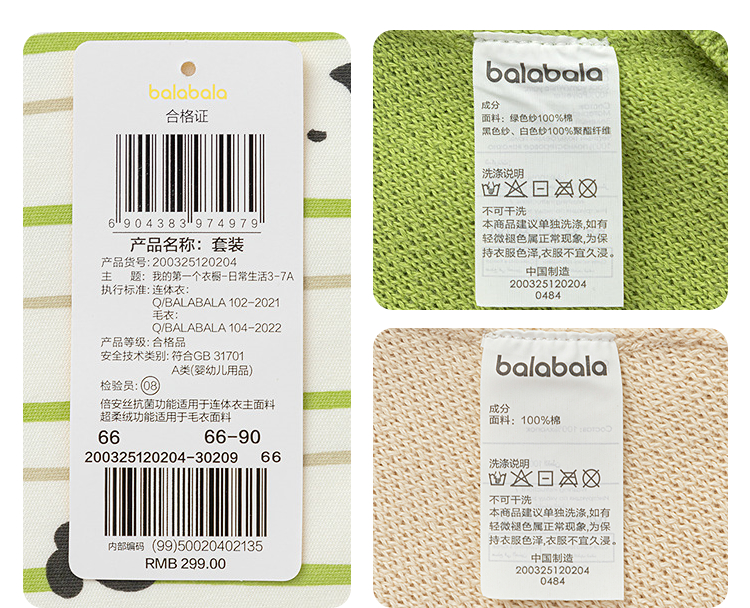 balabala
合格证
6 904383 974979
产品名称: 套装
产品货号: 200325120204
主 题: 我的第一个衣橱-日常生活3-7A
执行标准: 连体衣:
Q/BALABALA 102-2021
毛衣:
Q/BALABALA 104-2022
产品等级: 合格品
安全技术类别: 符合GB 31701
A类(婴幼儿用品)
检验员: 08
倍安丝抗菌功能适用于连体衣主面料
超柔绒功能适用于毛衣面料
66 66-90
200325120204-30209 66
内部编码 (99)50020402135
RMB 299.00
balabala
成分
面料: 绿色纱100%棉
黑色纱、白色纱100%聚酯纤维
洗涤说明
不可干洗
本商品建议单独洗涤,如有
轻微褪色属正常现象,为保
持衣服色泽,衣服不宜久浸。
中国制造
200325120204
0484
balabala
成分
面料: 100%棉
洗涤说明
不可干洗
本商品建议单独洗涤,如有
轻微褪色属正常现象,为保
持衣服色泽,衣服不宜久浸。
中国制造
200325120204
0484